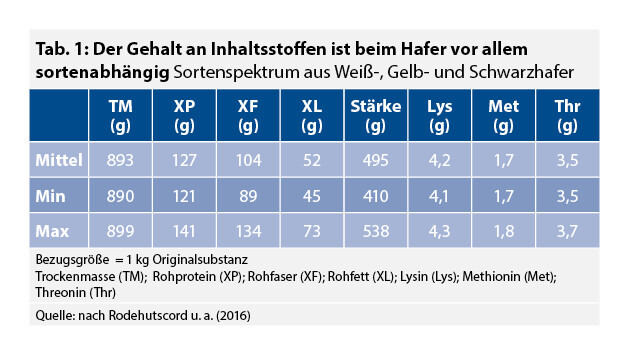 Tab. 1: Der Gehalt an Inhaltsstoffen ist beim Hafer vor allem
sortenabhängig Sortenspektrum aus Weiß-, Gelb- und Schwarzhafer
TM (g) XP (g) XF (g) XL (g) Stärke (g) Lys (g) Met (g) Thr (g)
Mittel 893 127 104 52 495 4,2 1,7 3,5
Min 890 121 89 45 410 4,1 1,7 3,5
Max 899 141 134 73 538 4,3 1,8 3,7
Bezugsgröße = 1 kg Originalsubstanz
Trockenmasse (TM); Rohprotein (XP); Rohfaser (XF); Rohfett (XL); Lysin (Lys); Methionin (Met);
Threonin (Thr)
Quelle: nach Rodehutscord u. a. (2016)